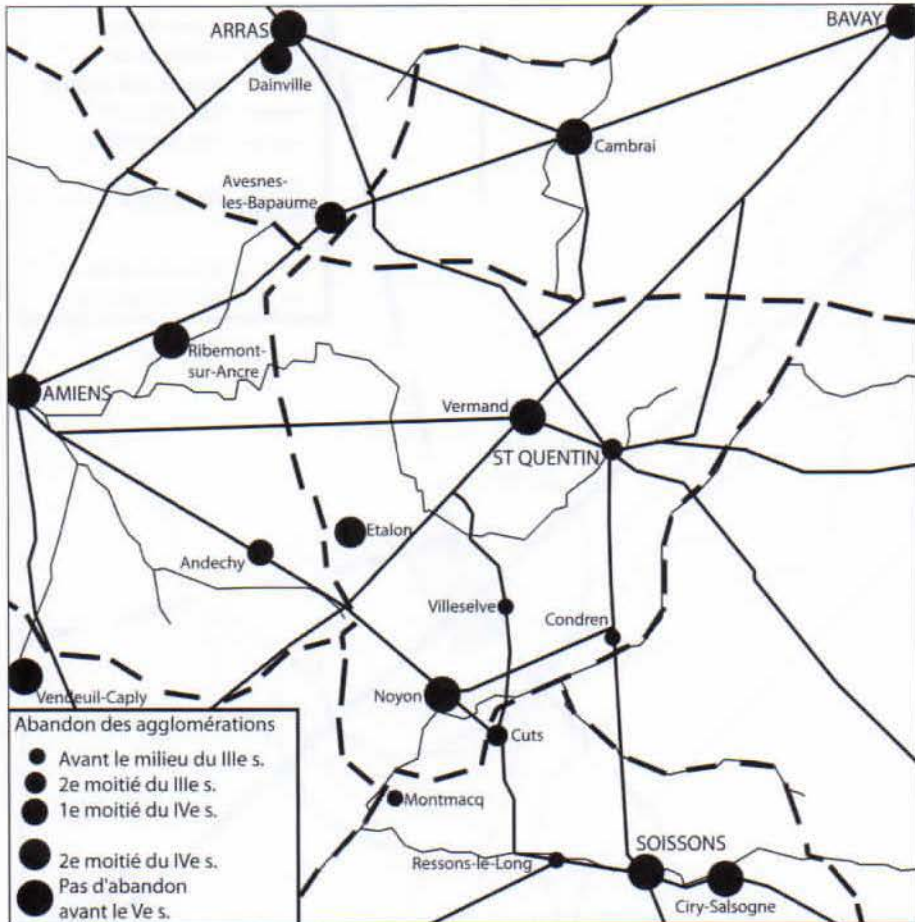 ARRAS
BAVAY
Dainville
Cambrai
Avesnes-
les-Bapaume
Ribemont-
sur-Ancre
AMIENS
Vermand
ST QUENTIN
Etalon
Andechy
Villeselve
Condren
Vendeuil-Caply
Noyon
Cuts
Montmacq
Ressons-le-Long
SOISSONS
Ciry-Salsogne
Abandon des agglomérations
Avant le milieu du IIIe s.
2e moitié du IIIe s.
1e moitié du IVe s.
2e moitié du IVe s.
Pas d'abandon
avant le Ve s.